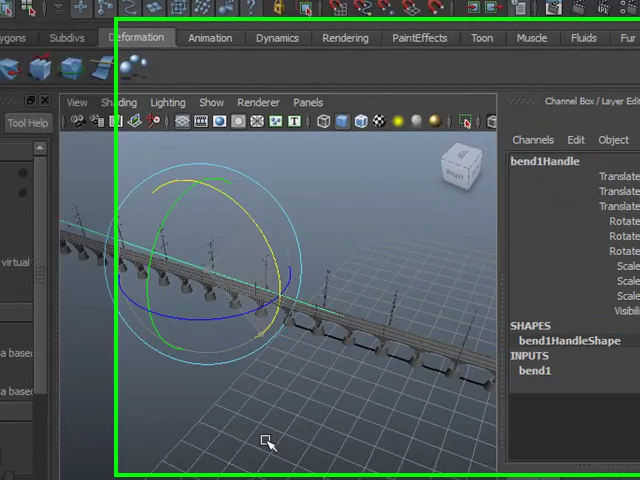 ygons Subdivs Deformation Animation Dynamics Rendering PaintEffects Toon Muscle Fluids Fur
Channel Box / Layer Edit
View Shading Lighting Show Renderer Panels
Tool Help
T
Channels Edit Object
bend1Handle
Translate
Translate
Translate
Rotate
Rotate
Rotate
Scale
Scale
Scale
Visibil
virtual
a based
a based
SHAPES
bend1HandleShape
INPUTS
bend1